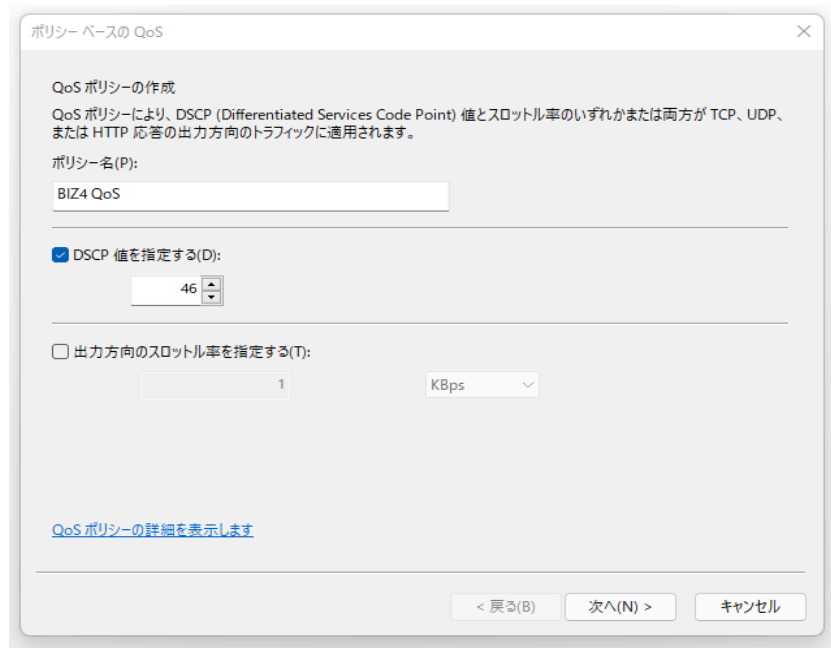 ポリシー ベースの QoS
QoS ポリシーの作成
QoS ポリシーにより、DSCP (Differentiated Services Code Point) 値とスロットル率のいずれかまたは両方が TCP、UDP、
または HTTP 応答の出力方向のトラフィックに適用されます。
ポリシー名(P):
BIZ4 QoS
DSCP 値を指定する(D):
46
出力方向のスロットル率を指定する(T):
1 KBps
QoS ポリシーの詳細を表示します
< 戻る(B) 次へ(N) > キャンセル